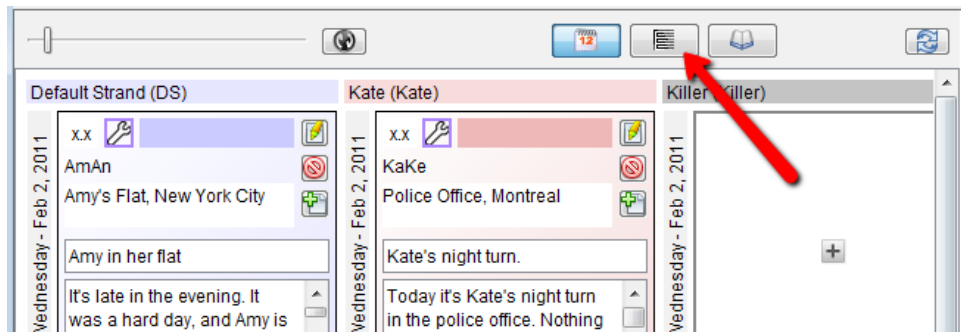 12
Default Strand (DS)
Kate (Kate)
Killer (Killer)
Wednesday - Feb 2, 2011
x.x
AmAn
Amy's Flat, New York City
Amy in her flat
It's late in the evening. It
was a hard day, and Amy is
Wednesday - Feb 2, 2011
x.x
KaKe
Police Office, Montreal
Kate's night turn.
Today it's Kate's night turn
in the police office. Nothing
Wednesday - Feb 2, 2011